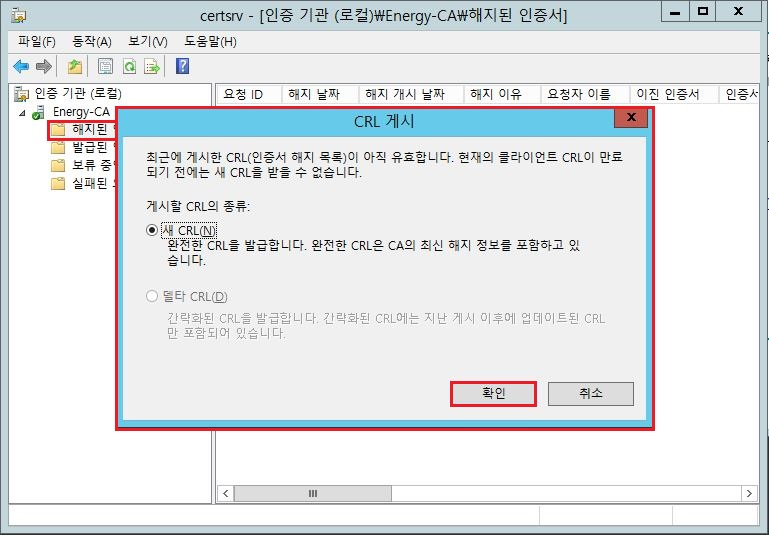 certsrv - [인증 기관 (로컬)\Energy-CA\해지된 인증서]
파일(F) 동작(A) 보기(V) 도움말(H)
인증 기관 (로컬)
Energy-CA
해지된
발급된
보류
실패된
요청 ID 해지 날짜 해지 개시 날짜 해지 이유 요청자 이름 이진 인증서 인증서
CRL 게시
최근에 게시한 CRL(인증서 해지 목록)이 아직 유효합니다. 현재의 클라이언트 CRL이 만료
되기 전에는 새 CRL을 받을 수 없습니다.
게시할 CRL의 종류:
새 CRL(N)
완전한 CRL을 발급합니다. 완전한 CRL은 CA의 최신 해지 정보를 포함하고 있
습니다.
델타 CRL(D)
간략화된 CRL을 발급합니다. 간략화된 CRL에는 지난 게시 이후에 업데이트된 CRL
만 포함되어 있습니다.
확인 취소